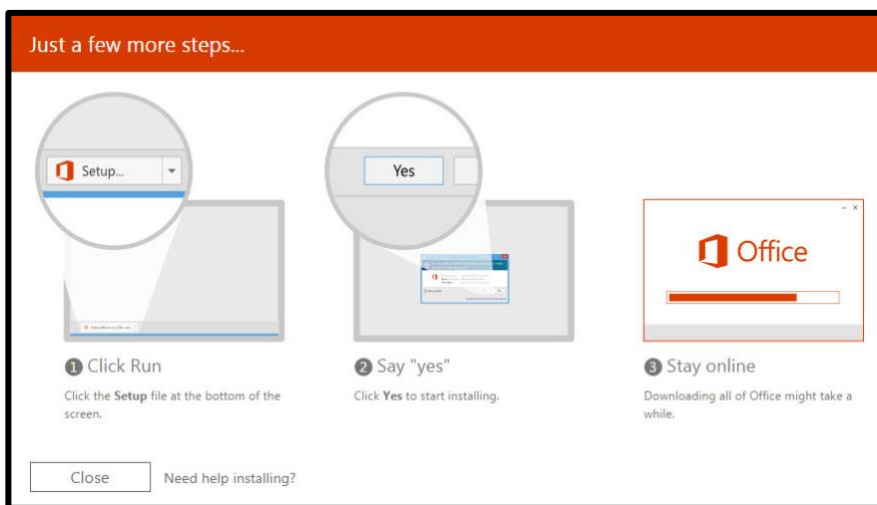 Just a few more steps...
Setup...
Yes
Office
1 Click Run
Click the Setup file at the bottom of the
screen.
2 Say "yes"
Click Yes to start installing.
3 Stay online
Downloading all of Office might take a
while.
Close
Need help installing?